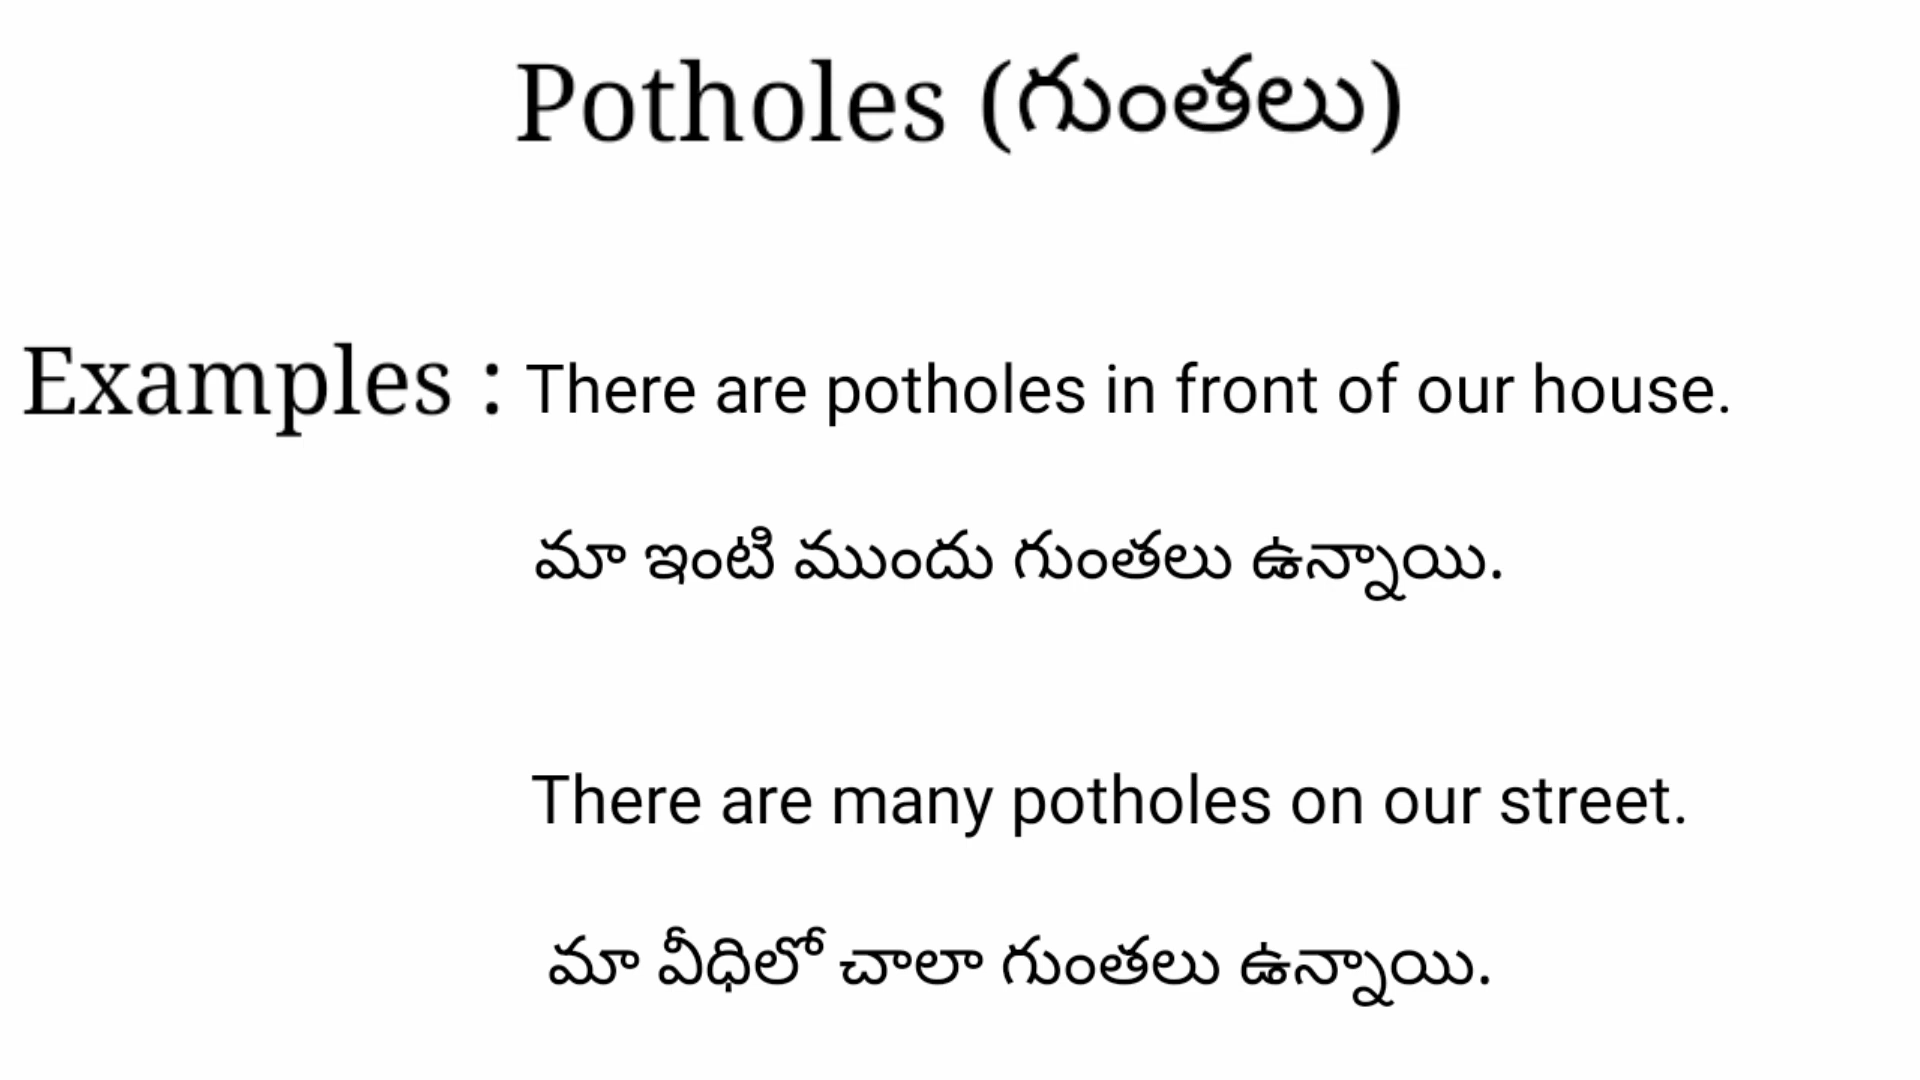 Potholes (గుంతలు)
Examples : There are potholes in front of our house.
మా ఇంటి ముందు గుంతలు ఉన్నాయి.
There are many potholes on our street.
మా వీధిలో చాలా గుంతలు ఉన్నాయి.